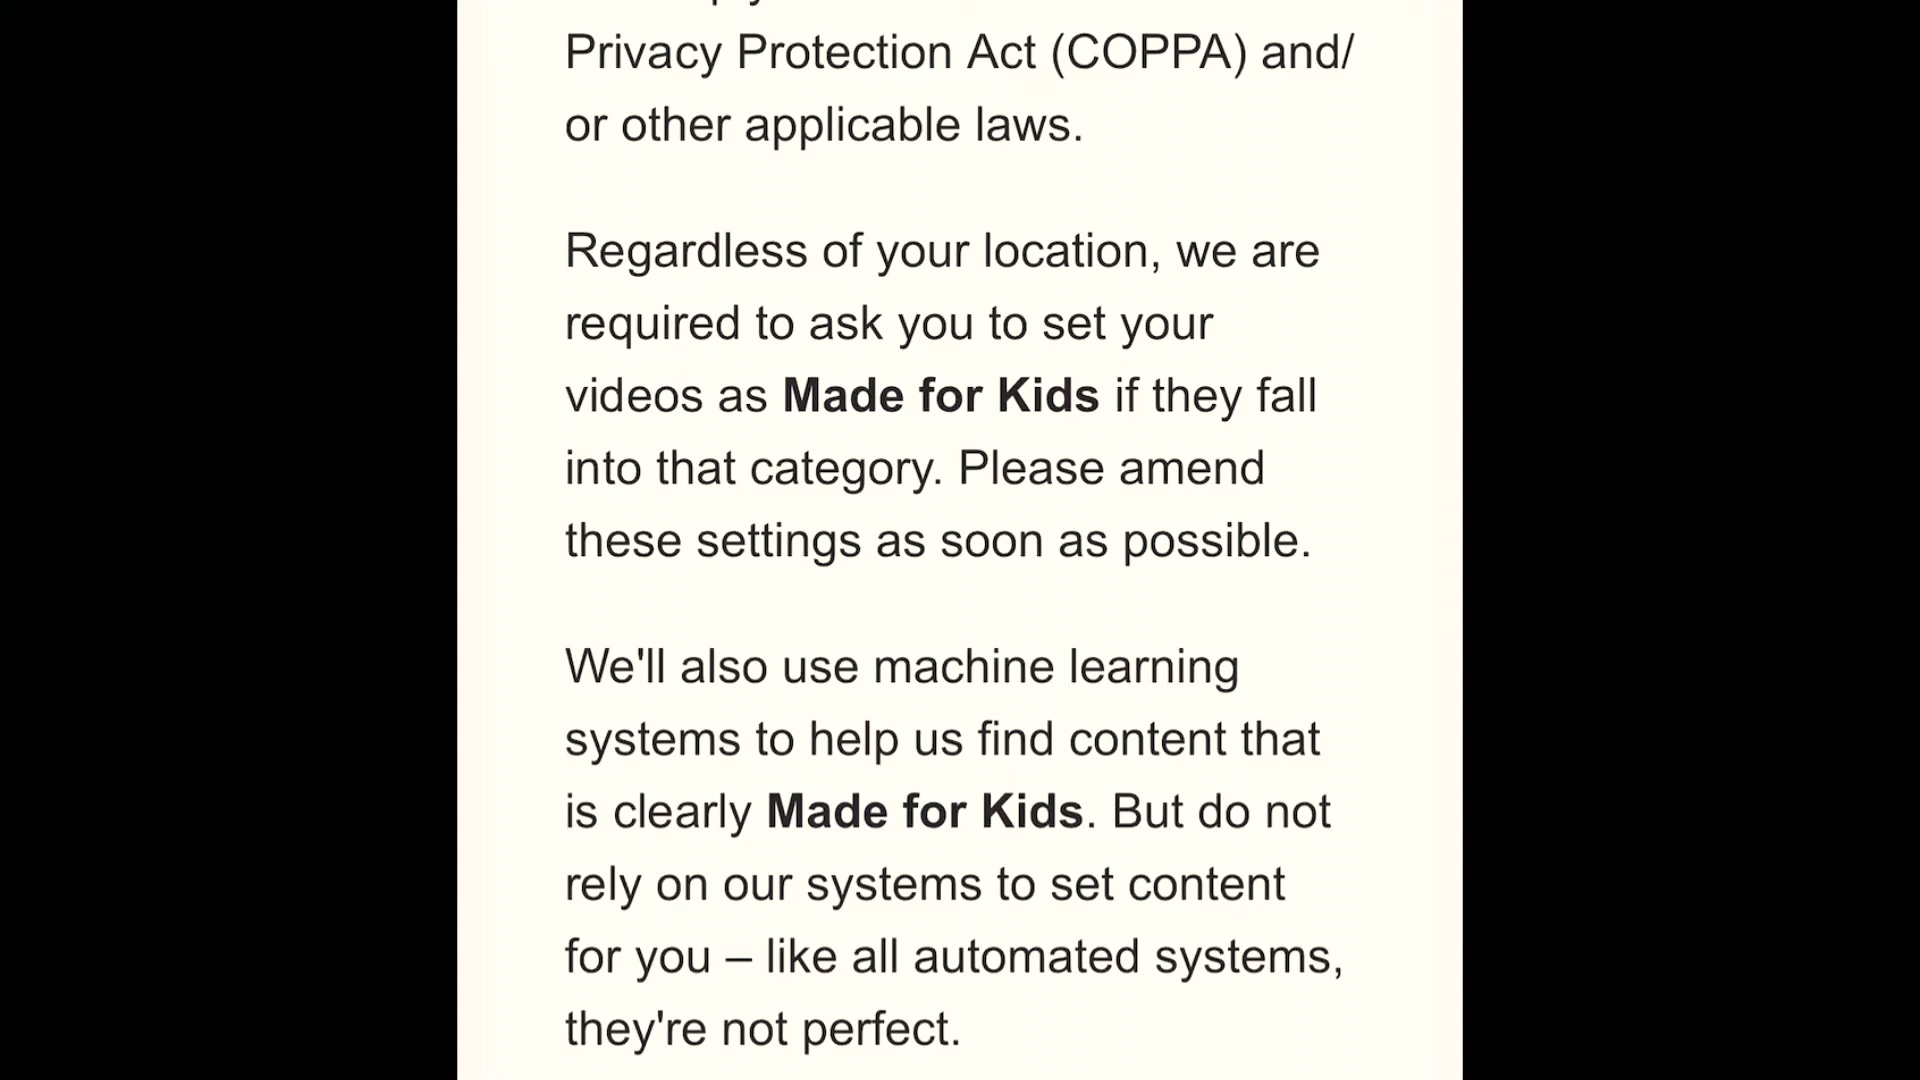 Privacy Protection Act (COPPA) and/
or other applicable laws.
Regardless of your location, we are
required to ask you to set your
videos as Made for Kids if they fall
into that category. Please amend
these settings as soon as possible.
We'll also use machine learning
systems to help us find content that
is clearly Made for Kids. But do not
rely on our systems to set content
for you – like all automated systems,
they're not perfect.